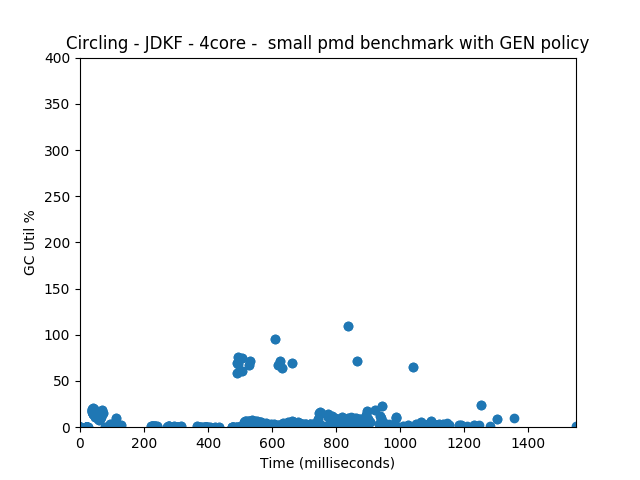 Circling - JDKF - 4core -  small pmd benchmark with GEN policy
400
350
300
250
200
150
100
50
0
GC Util %
0 200 400 600 800 1000 1200 1400
Time (milliseconds)